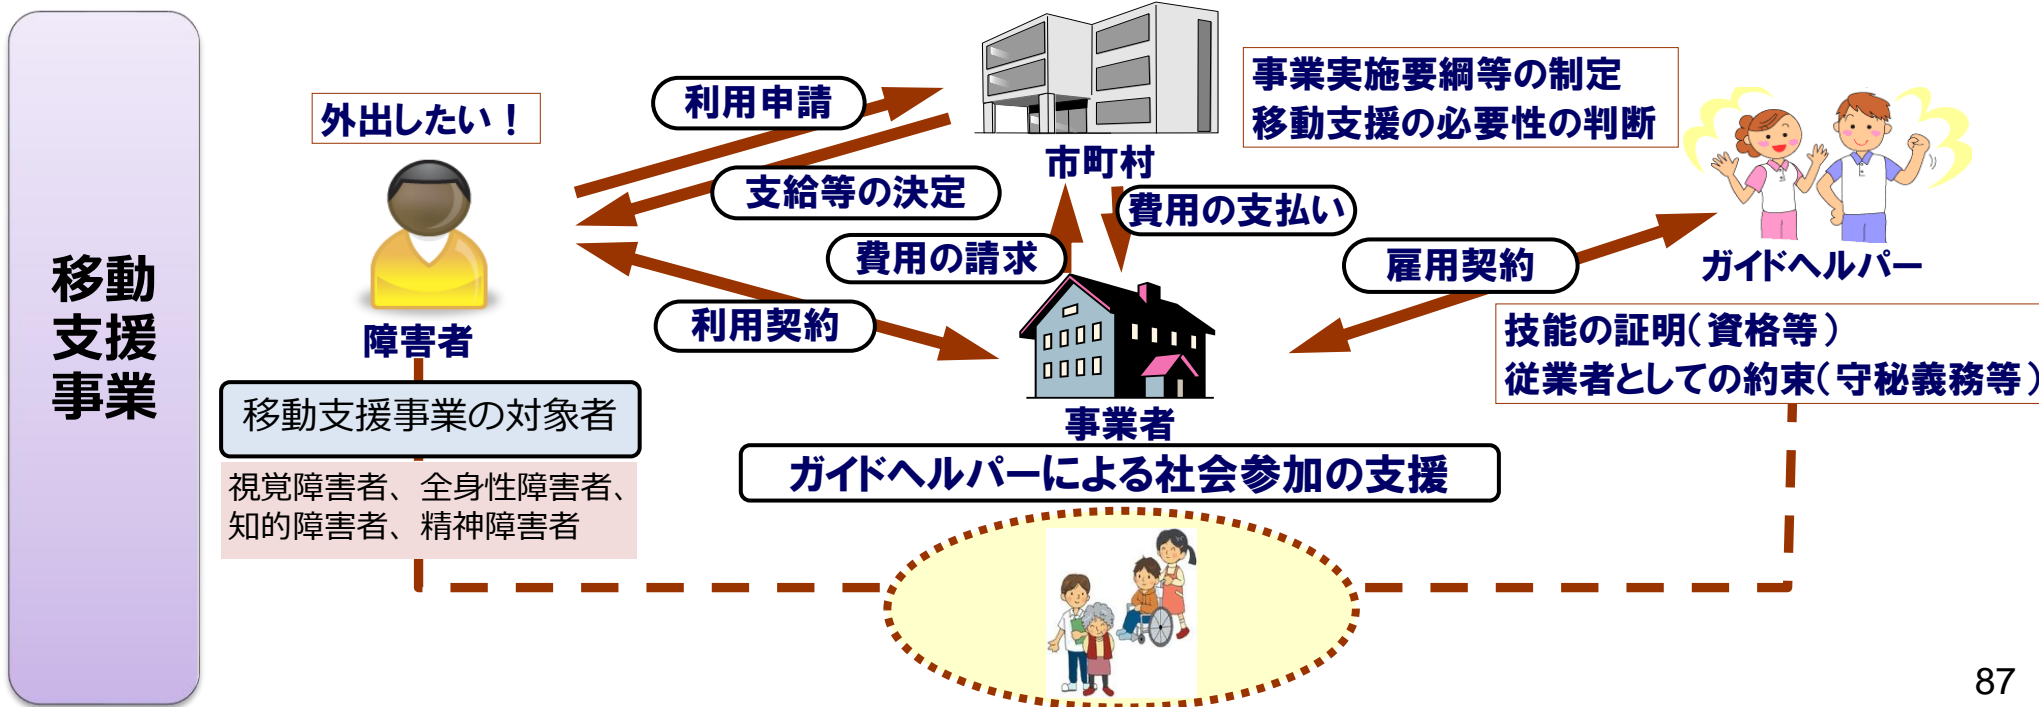 移動
支援
事業
外出したい！
障害者
移動支援事業の対象者
視覚障害者、全身性障害者、
知的障害者、精神障害者
利用申請
支給等の決定
利用契約
市町村
費用の請求
費用の支払い
事業者
事業実施要綱等の制定
移動支援の必要性の判断
雇用契約
ガイドヘルパー
技能の証明（資格等）
従業者としての約束（守秘義務等）
ガイドヘルパーによる社会参加の支援
87